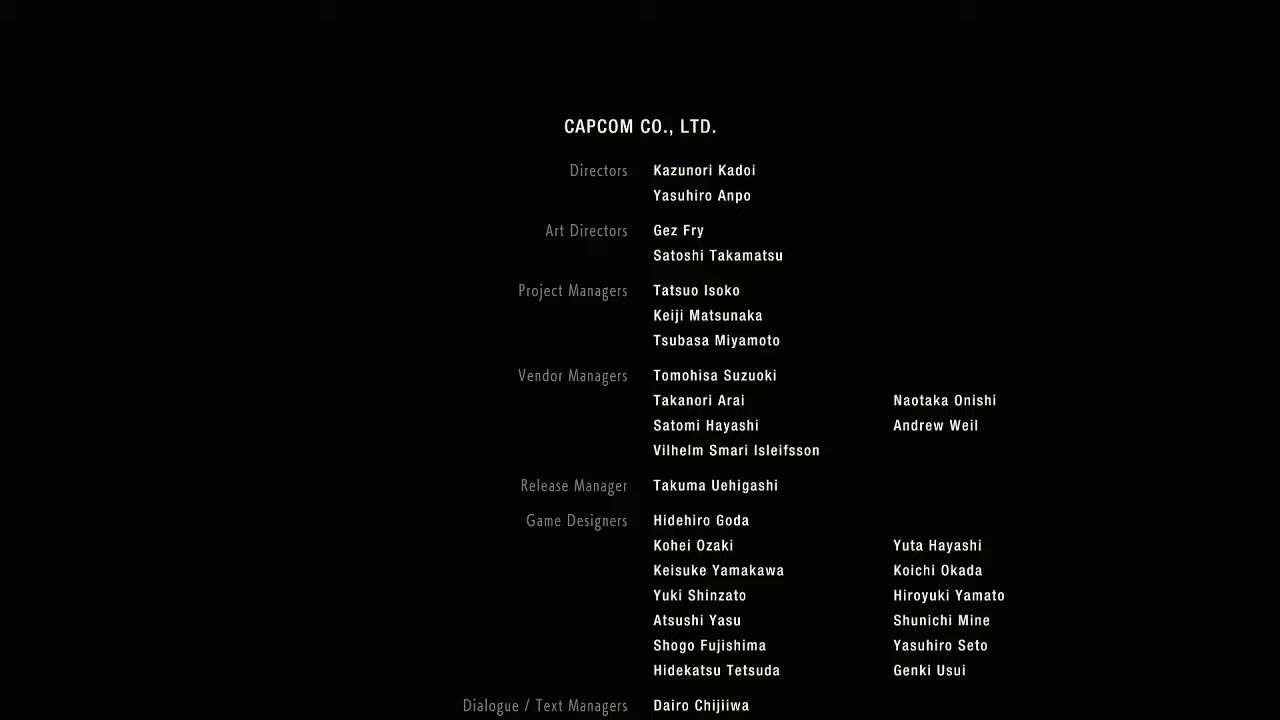 CAPCOM CO., LTD.
Directors Kazunori Kadoi
Yasuhiro Anpo
Art Directors Gez Fry
Satoshi Takamatsu
Project Managers Tatsuo Isoko
Keiji Matsunaka
Tsubasa Miyamoto
Vendor Managers Tomohisa Suzuoki
Takanori Arai Naotaka Onishi
Satomi Hayashi Andrew Weil
Vilhelm Smari Isleifsson
Release Manager Takuma Uehigashi
Game Designers Hidehiro Goda
Kohei Ozaki Yuta Hayashi
Keisuke Yamakawa Koichi Okada
Yuki Shinzato Hiroyuki Yamato
Atsushi Yasu Shunichi Mine
Shogo Fujishima Yasuhiro Seto
Hidekatsu Tetsuda Genki Usui
Dialogue / Text Managers Dairo Chijiiwa